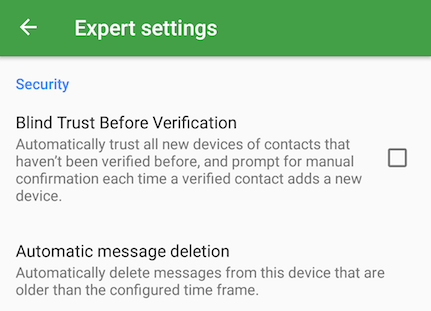 Expert settings
Security
Blind Trust Before Verification
Automatically trust all new devices of contacts that
haven't been verified before, and prompt for manual
confirmation each time a verified contact adds a new
device.
Automatic message deletion
Automatically delete messages from this device that are
older than the configured time frame.